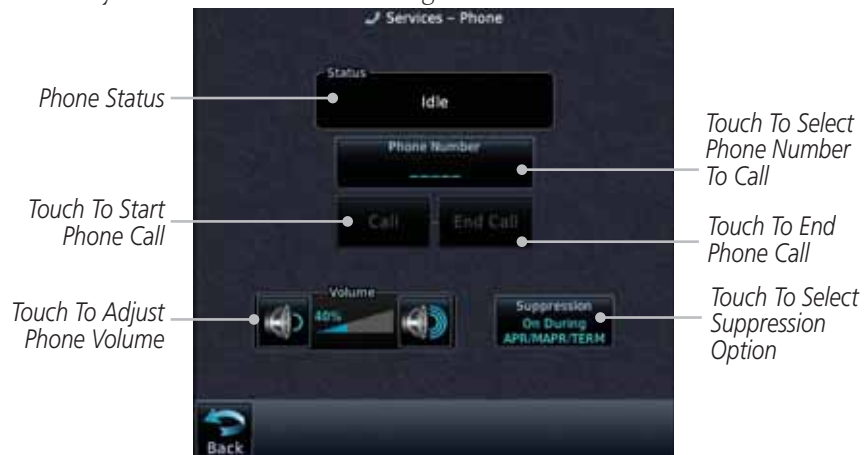 Services – Phone
Status
Idle
Phone Status
Phone Number
_____
Touch To Select
Phone Number
To Call
Touch To Start
Phone Call
Call
End Call
Touch To End
Phone Call
Touch To Adjust
Phone Volume
Volume
40%
Suppression
On During
APR/MAPR/TERM
Touch To Select
Suppression
Option
Back